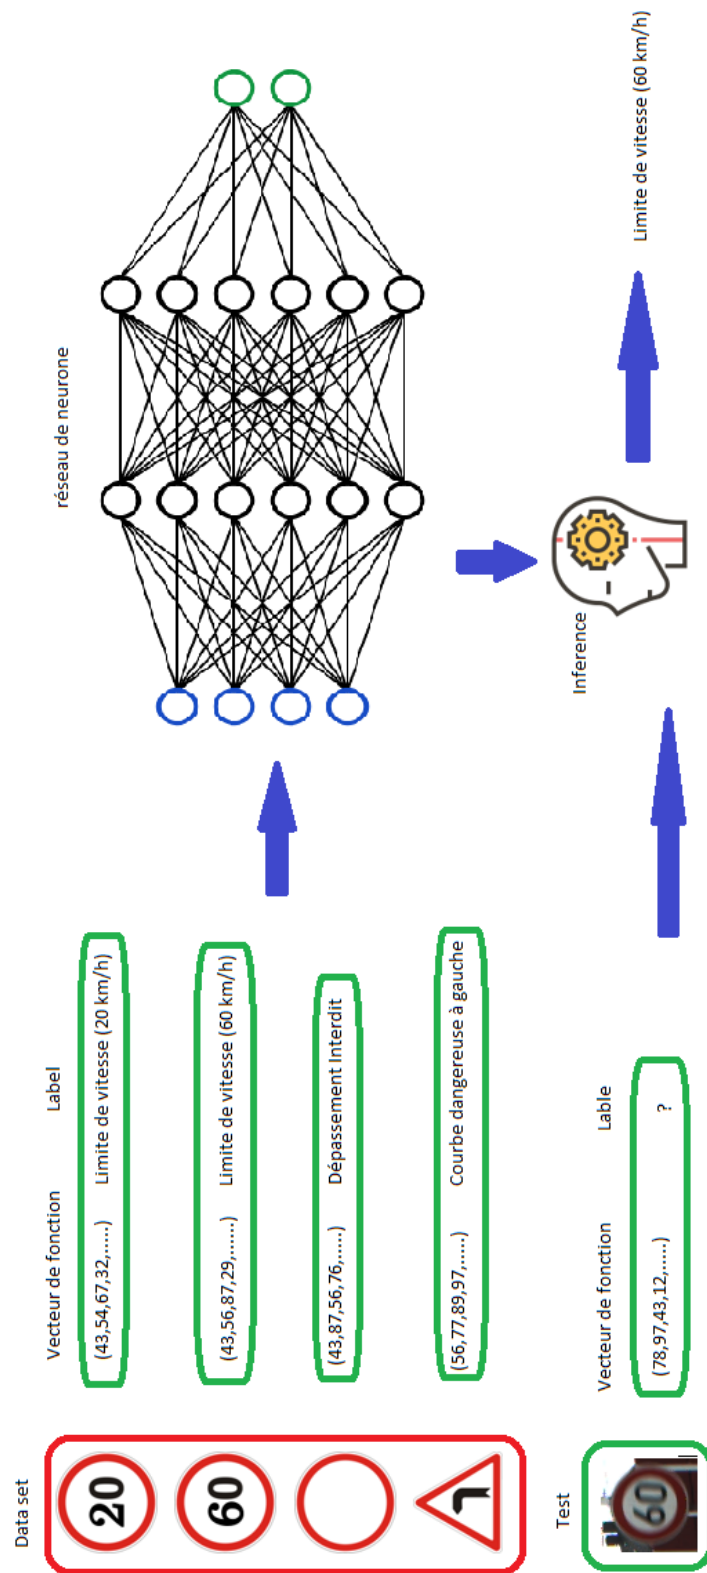 Data set
Vecteur de fonction
Label
20
(43,54,67,32,.....)
Limite de vitesse (20 km/h)
60
(43,56,87,29,......)
Limite de vitesse (60 km/h)
(43,87,56,76,.....)
Dépassement Interdit
(56,77,89,97,......)
Courbe dangereuse à gauche
réseau de neurone
Test
Vecteur de fonction
Lable
60
(78,97,43,12,.....)
?
Inference
Limite de vitesse (60 km/h)